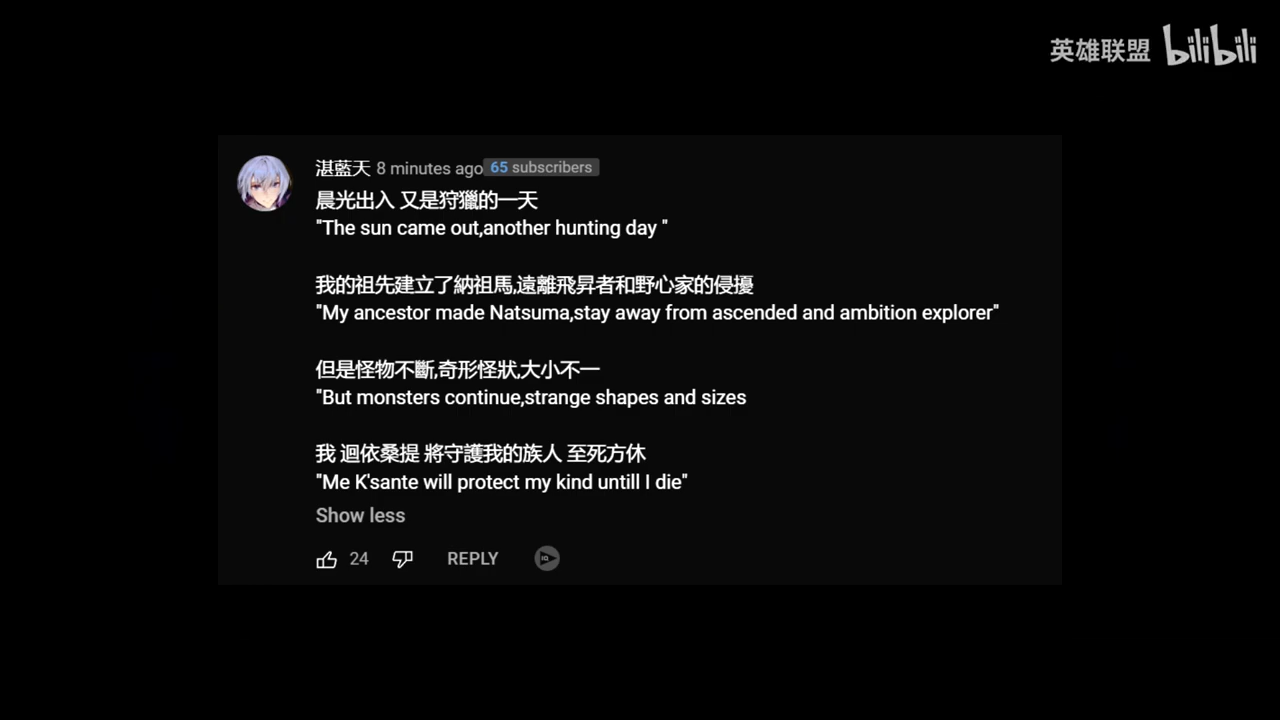 英雄联盟 bilibili
湛藍天 8 minutes ago 65 subscribers
晨光出入 又是狩獵的一天
"The sun came out,another hunting day "
我的祖先建立了納祖馬,遠離飛昇者和野心家的侵擾
"My ancestor made Natsuma,stay away from ascended and ambition explorer"
但是怪物不斷,奇形怪狀,大小不一
"But monsters continue,strange shapes and sizes
我 迴依桑提 將守護我的族人 至死方休
"Me K'sante will protect my kind untill I die"
Show less
24 REPLY